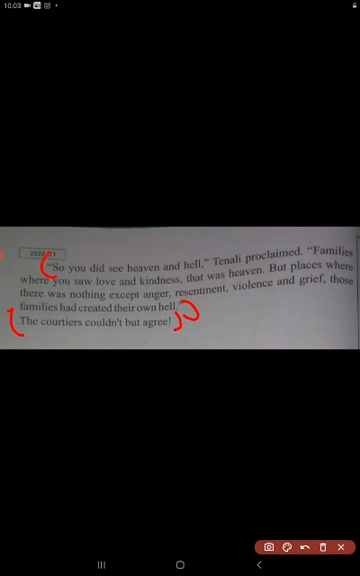 10:03
2020-21
"So you did see heaven and hell," Tenali proclaimed. "Families
where you saw love and kindness, that was heaven. But places where
there was nothing except anger, resentment, violence and grief, those
families had created their own hell."
The courtiers couldn't but agree!